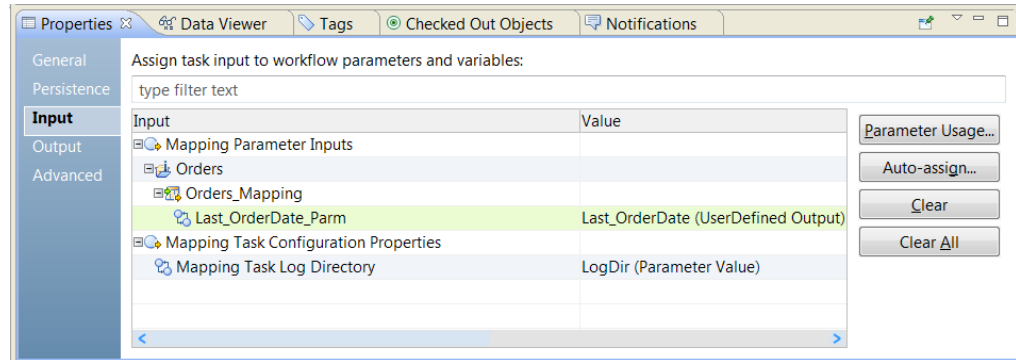 Properties Data Viewer Tags Checked Out Objects Notifications
General
Persistence
Input
Output
Advanced
Assign task input to workflow parameters and variables:
type filter text
Input Value
Mapping Parameter Inputs
Orders
Orders_Mapping
Last_OrderDate_Parm Last_OrderDate (UserDefined Output)
Mapping Task Configuration Properties
Mapping Task Log Directory LogDir (Parameter Value)
Parameter Usage...
Auto-assign...
Clear
Clear All